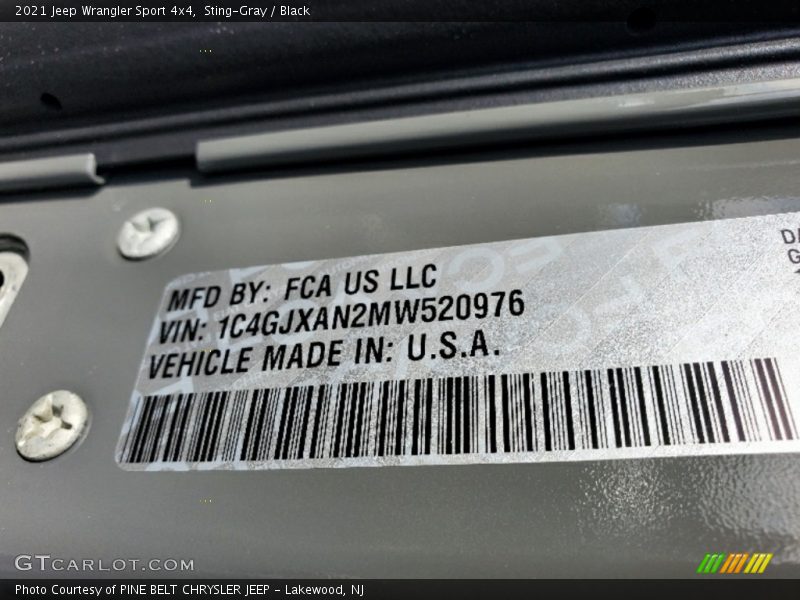 2021 Jeep Wrangler Sport 4x4, Sting-Gray / Black
MFD BY: FCA US LLC
VIN: 1C4GJXAN2MW520976
VEHICLE MADE IN: U.S.A.
GTCARLOT.COM
Photo Courtesy of PINE BELT CHRYSLER JEEP - Lakewood, NJ